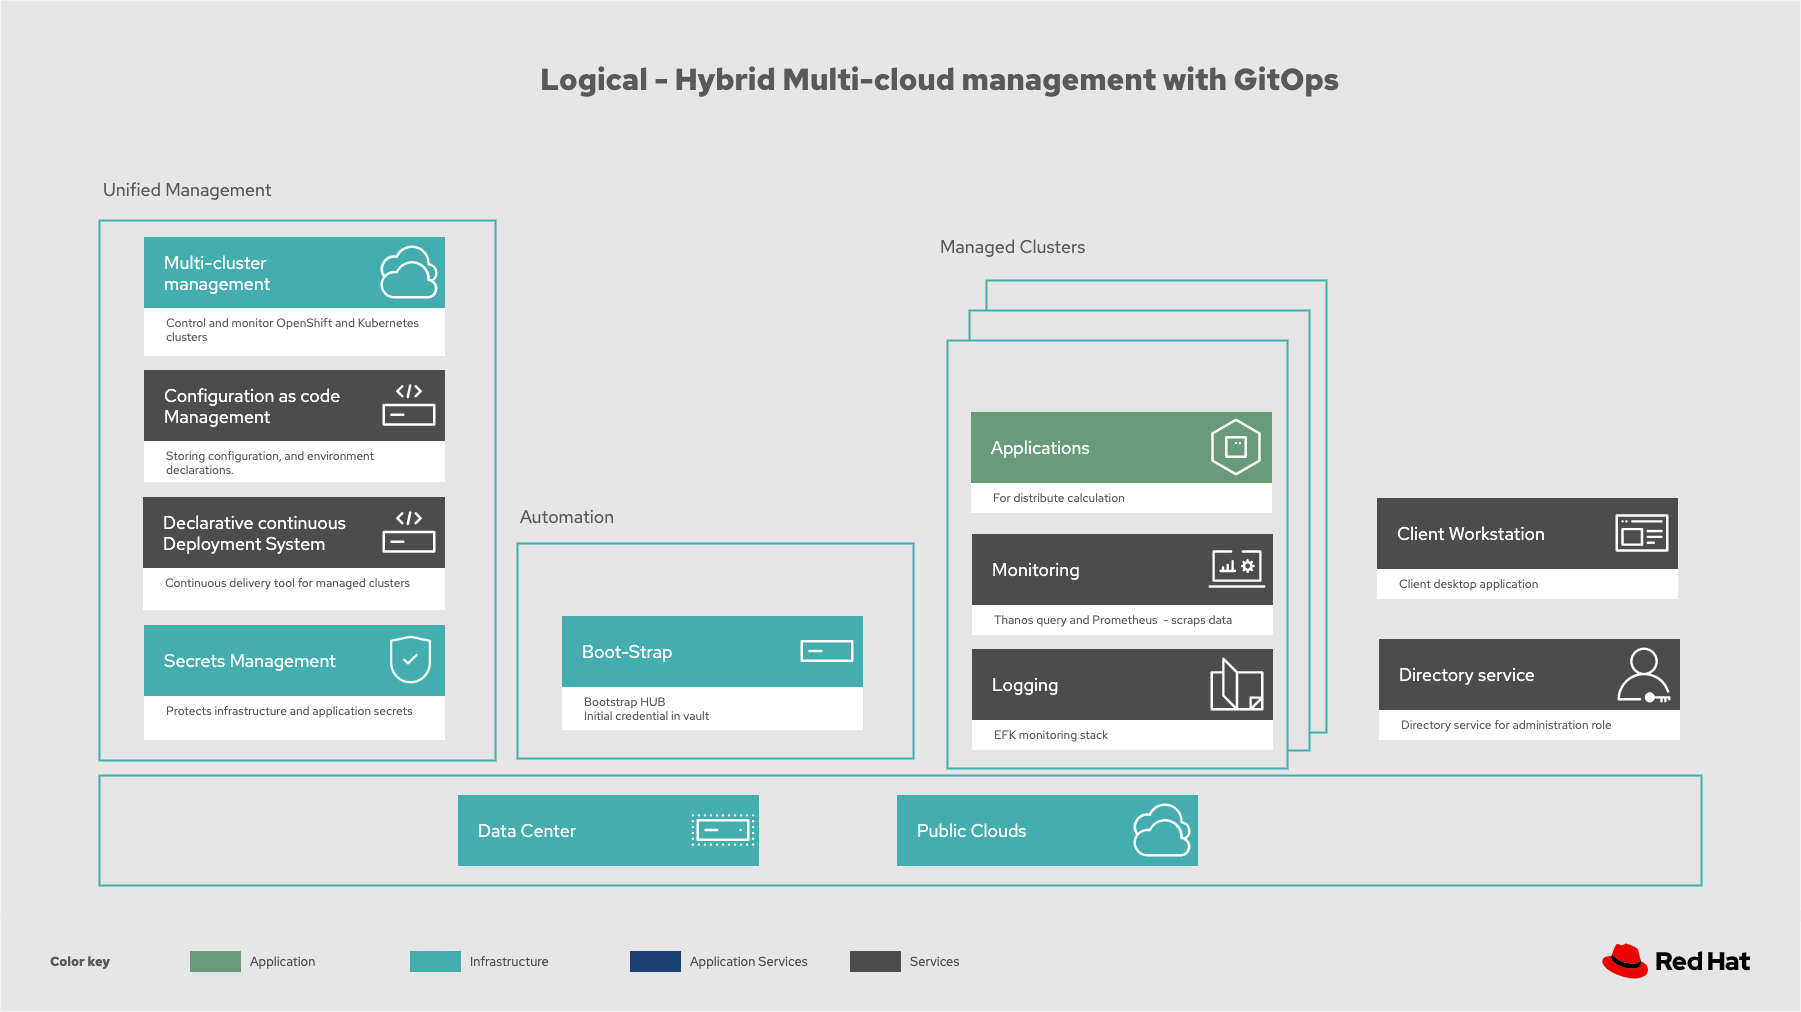 Logical - Hybrid Multi-cloud management with GitOps
Unified Management
Multi-cluster
management
Control and monitor OpenShift and Kubernetes
clusters
Configuration as code
Management
Storing configuration, and environment
declarations.
Declarative continuous
Deployment System
Continuous delivery tool for managed clusters
Secrets Management
Protects infrastructure and application secrets
Automation
Boot-Strap
Bootstrap HUB
Initial credential in vault
Managed Clusters
Applications
For distribute calculation
Monitoring
Thanos query and Prometheus - scraps data
Logging
EFK monitoring stack
Client Workstation
Client desktop application
Directory service
Directory service for administration role
Data Center
Public Clouds
Color key
Application
Infrastructure
Application Services
Services
Red Hat